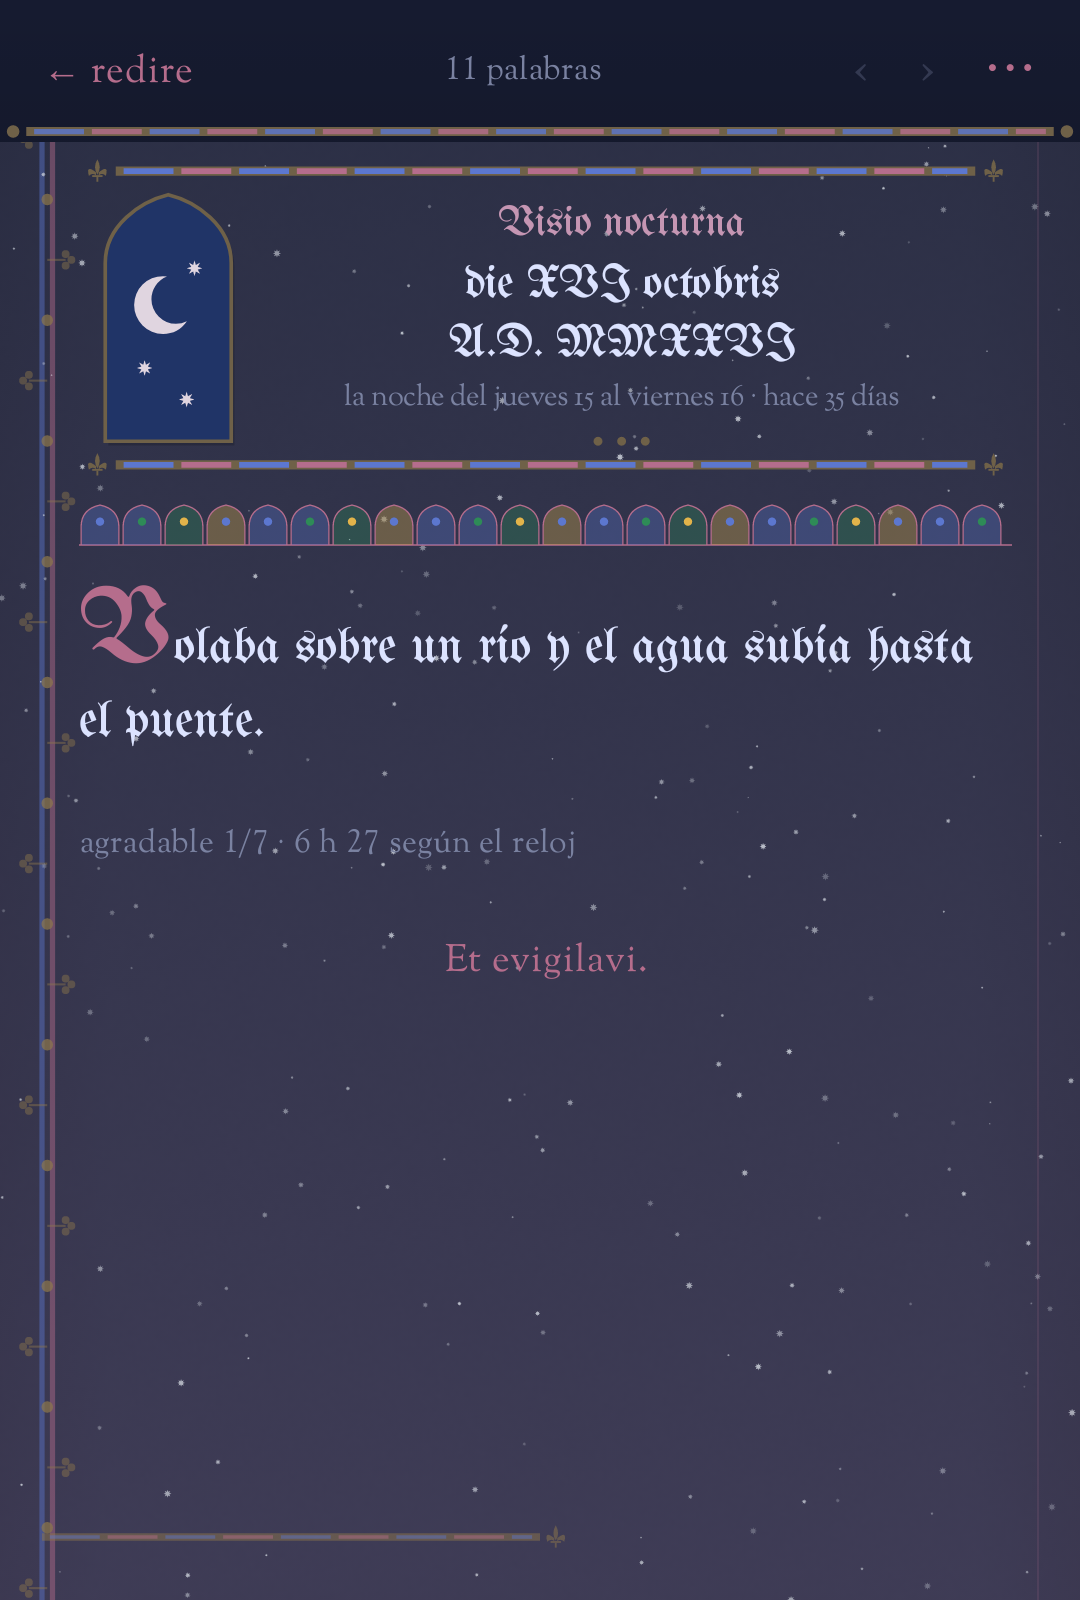 ← redire
11 palabras
Visio nocturna
die XVI octobris
A.D. MMXXVI
la noche del jueves 15 al viernes 16 · hace 35 días
Volaba sobre un río y el agua subía hasta
el puente.
agradable 1/7 · 6 h 27 según el reloj
Et evigilavi.